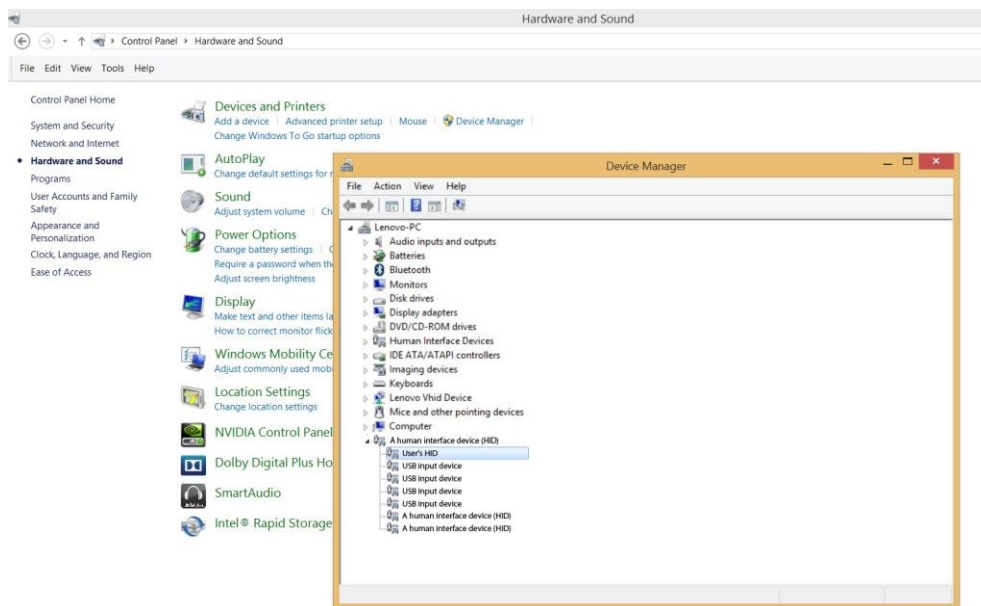 Hardware and Sound
Control Panel Hardware and Sound
File Edit View Tools Help
Control Panel Home
System and Security
Network and Internet
Hardware and Sound
Programs
User Accounts and Family
Safety
Appearance and
Personalization
Clock, Language, and Region
Ease of Access
Devices and Printers
Add a device Advanced printer setup Mouse Device Manager
Change Windows To Go startup options
AutoPlay
Change default settings for
Sound
Adjust system volume Ch
Power Options
Change battery settings
Require a password when th
Adjust screen brightness
Display
Make text and other items la
How to correct monitor flick
Windows Mobility Ce
Adjust commonly used mob
Location Settings
Change location settings
NVIDIA Control Panel
Dolby Digital Plus Ho
SmartAudio
Intel® Rapid Storage
Device Manager
File Action View Help
Lenovo-PC
Audio inputs and outputs
Batteries
Bluetooth
Monitors
Disk drives
Display adapters
DVD/CD-ROM drives
Human Interface Devices
IDE ATA/ATAPI controllers
Imaging devices
Keyboards
Lenovo Vhid Device
Mice and other pointing devices
Computer
A human interface device (HID)
User's HID
USB input device
USB input device
USB input device
USB input device
A human interface device (HID)
A human interface device (HID)